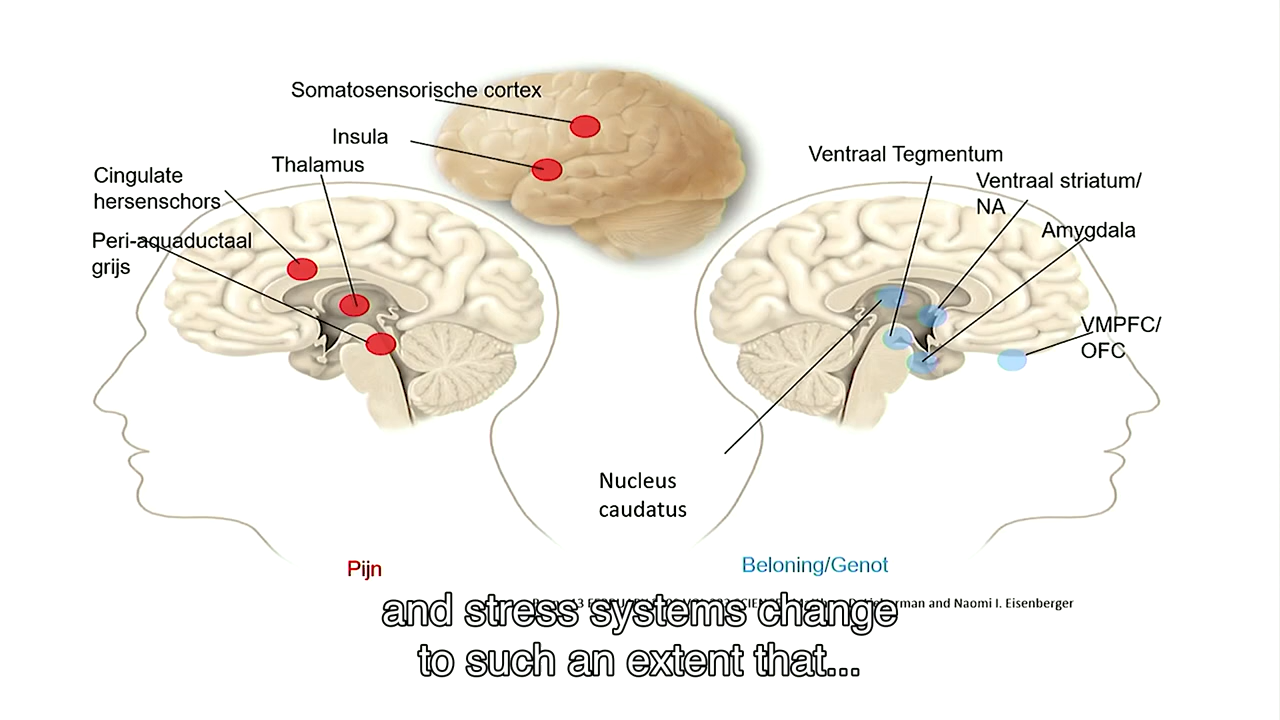 Somatosensorische cortex
Insula
Thalamus
Cingulate
hersenschors
Peri-aquaductaal
grijs
Ventraal Tegmentum
Ventraal striatum/
NA
Amygdala
VMPFC/
OFC
Nucleus
caudatus
Pijn
Beloning/Genot
and Naomi I. Eisenberger
and stress systems change
to such an extent that...